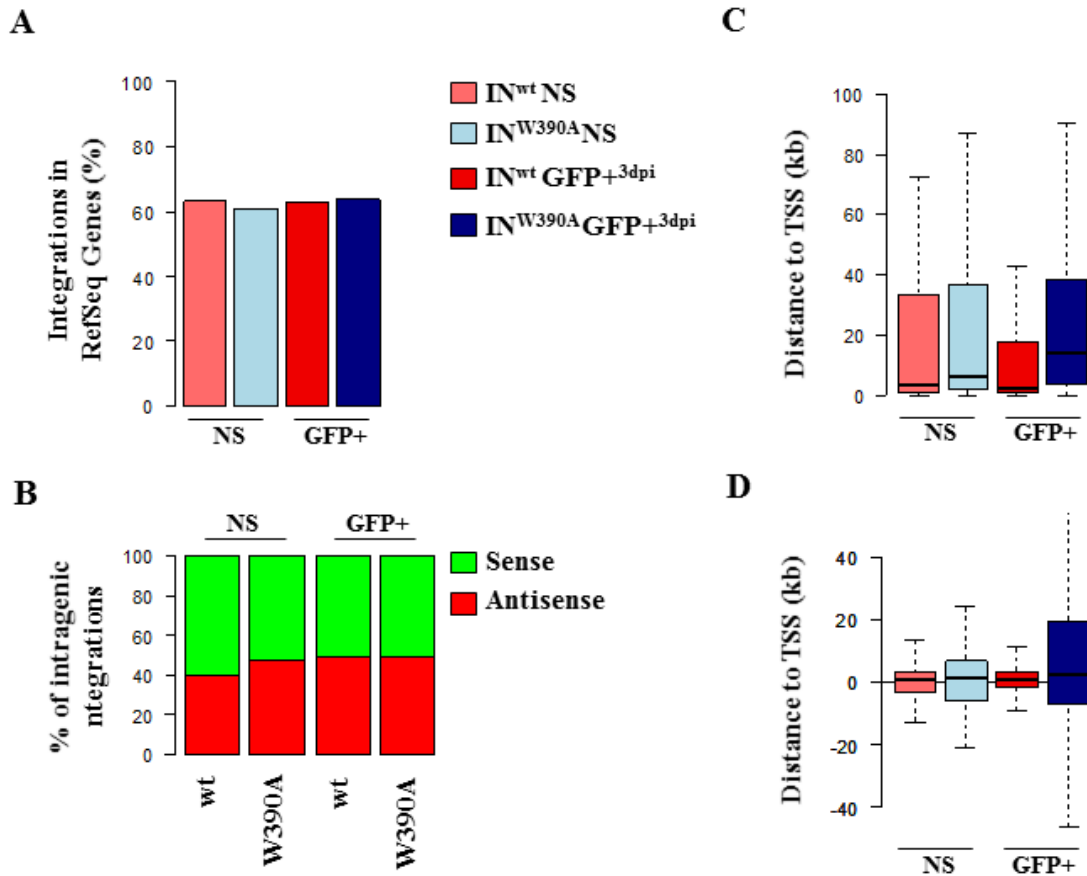 A
Integrations in
RefSeq Genes (%)
100
80
60
40
20
0
NS
GFP+
IN^wt NS
IN^W390A NS
IN^wt GFP+^3dpi
IN^W390A GFP+^3dpi
B
% of intragenic
ntegrations
NS
GFP+
100
80
60
40
20
0
wt
W390A
wt
W390A
Sense
Antisense
C
Distance to TSS (kb)
100
80
60
40
20
0
NS
GFP+
D
Distance to TSS (kb)
40
20
0
-20
-40
NS
GFP+